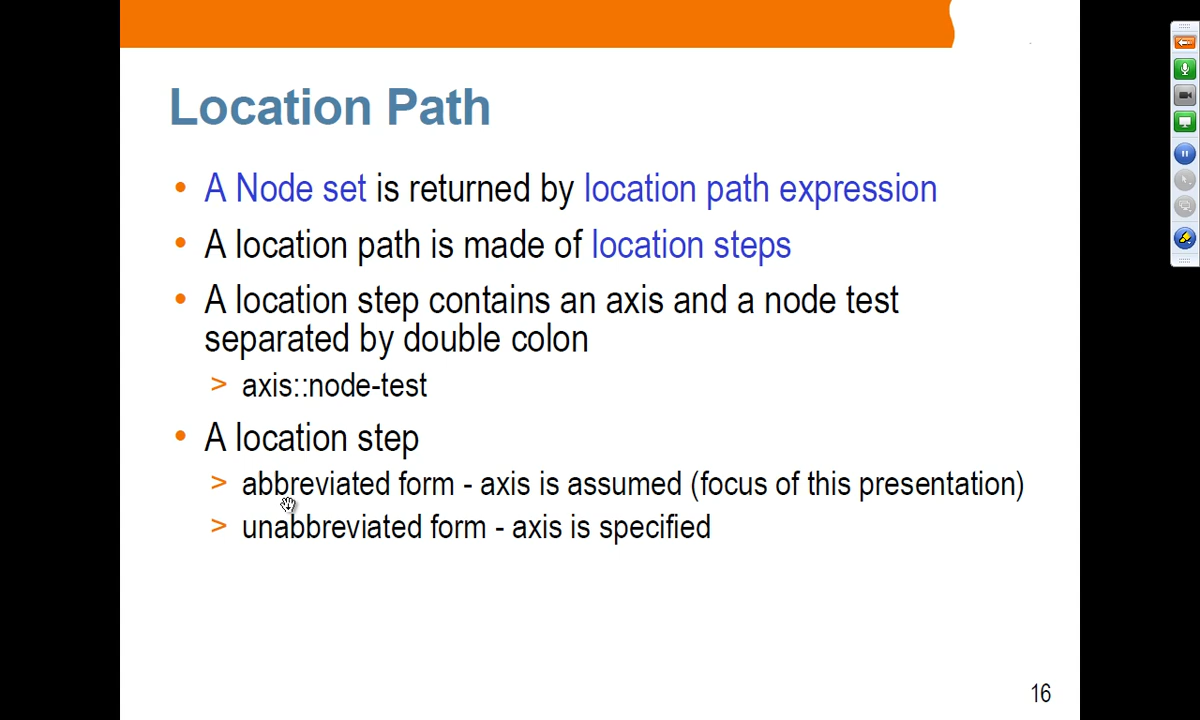 Location Path
• A Node set is returned by location path expression
• A location path is made of location steps
• A location step contains an axis and a node test
separated by double colon
> axis::node-test
• A location step
> abbreviated form - axis is assumed (focus of this presentation)
> unabbreviated form - axis is specified
16